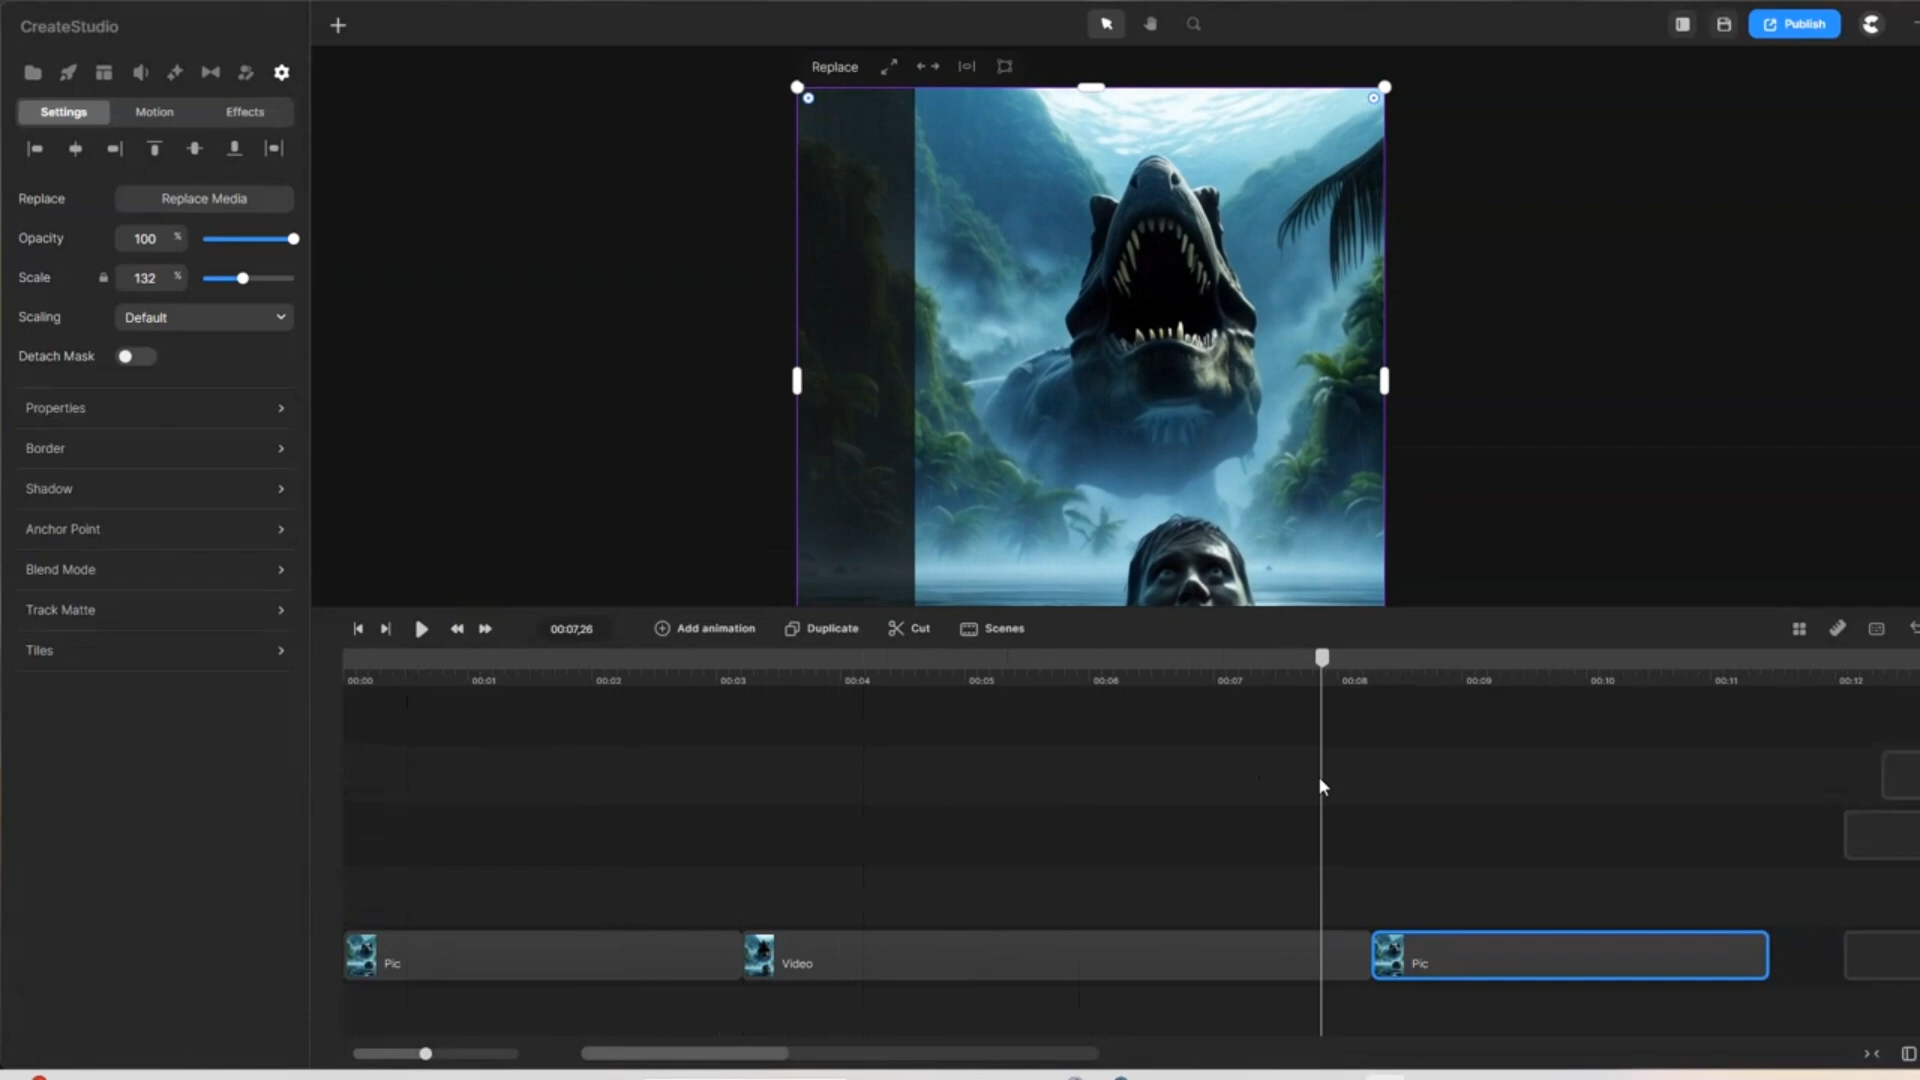 CreateStudio
Publish
Replace
Settings Motion Effects
Replace Replace Media
Opacity 100 %
Scale 132 %
Scaling Default
Detach Mask
Properties
Border
Shadow
Anchor Point
Blend Mode
Track Matte
Tiles
00:07,26 Add animation Duplicate Cut Scenes
00:00 00:01 00:02 00:03 00:04 00:05 00:06 00:07 00:08 00:09 00:10 00:11 00:12
Pic Video Pic